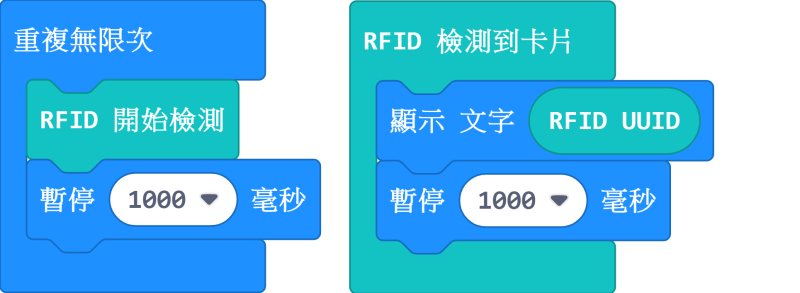 重複無限次
RFID 開始檢測
暫停 1000 毫秒
RFID 檢測到卡片
顯示 文字 RFID UUID
暫停 1000 毫秒